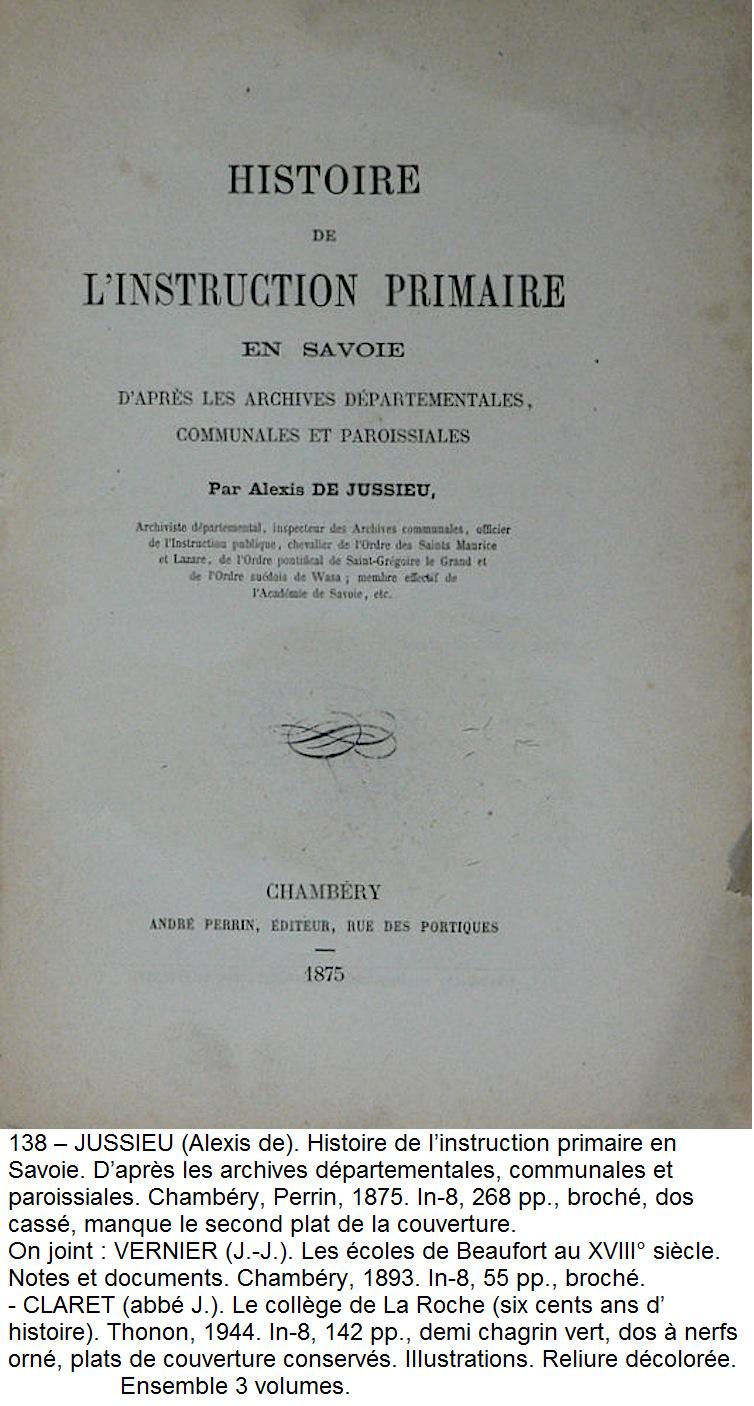 HISTOIRE
DE
L'INSTRUCTION PRIMAIRE
EN SAVOIE
D'APRÈS LES ARCHIVES DÉPARTEMENTALES,
COMMUNALES ET PAROISSIALES
Par Alexis DE JUSSIEU,
Archiviste départemental, inspecteur des Archives communales, officier
de l'Instruction publique, chevalier de l'Ordre des Saints Maurice
et Lazare, de l'Ordre pontifical de Saint-Grégoire le Grand et
de l'Ordre suédois de Wasa ; membre effectif de
l'Académie de Savoie, etc.
CHAMBÉRY
ANDRÉ PERRIN, ÉDITEUR, RUE DES PORTIQUES
1875
138 – JUSSIEU (Alexis de). Histoire de l’instruction primaire en
Savoie. D’après les archives départementales, communales et
paroissiales. Chambéry, Perrin, 1875. In-8, 268 pp., broché, dos
cassé, manque le second plat de la couverture.
On joint : VERNIER (J.-J.). Les écoles de Beaufort au XVIII° siècle.
Notes et documents. Chambéry, 1893. In-8, 55 pp., broché.
- CLARET (abbé J.). Le collège de La Roche (six cents ans d’
histoire). Thonon, 1944. In-8, 142 pp., demi chagrin vert, dos à nerfs
orné, plats de couverture conservés. Illustrations. Reliure décolorée.
Ensemble 3 volumes.